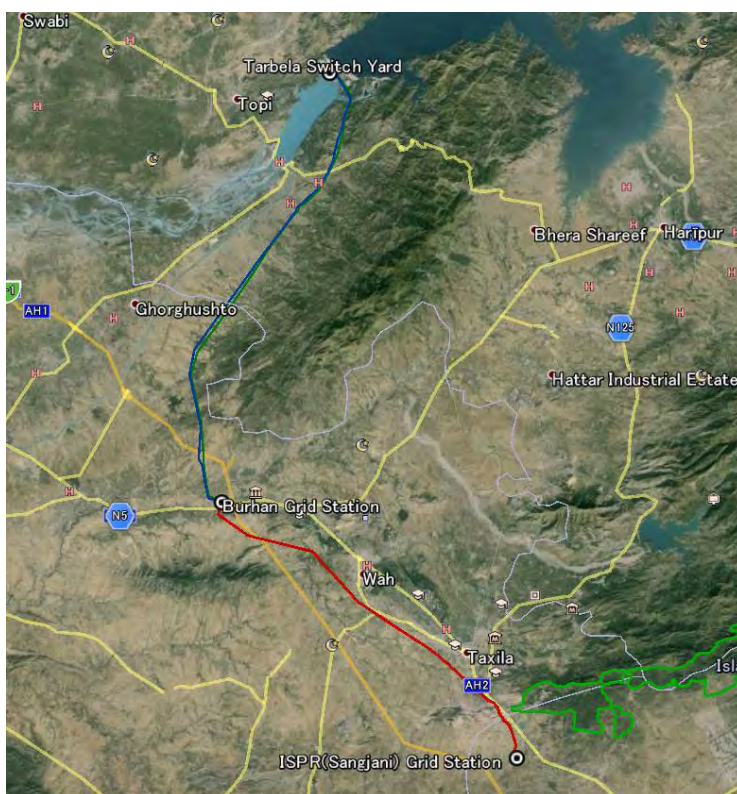 Swabi
Tarbela Switch Yard
Topi
Bhera Shareef
Haripur
Ghorghushto
AH1
N125
Hattar Industrial Estate
Burhan Grid Station
N5
Wah
Taxila
AH2
ISPR(Sangjani) Grid Station